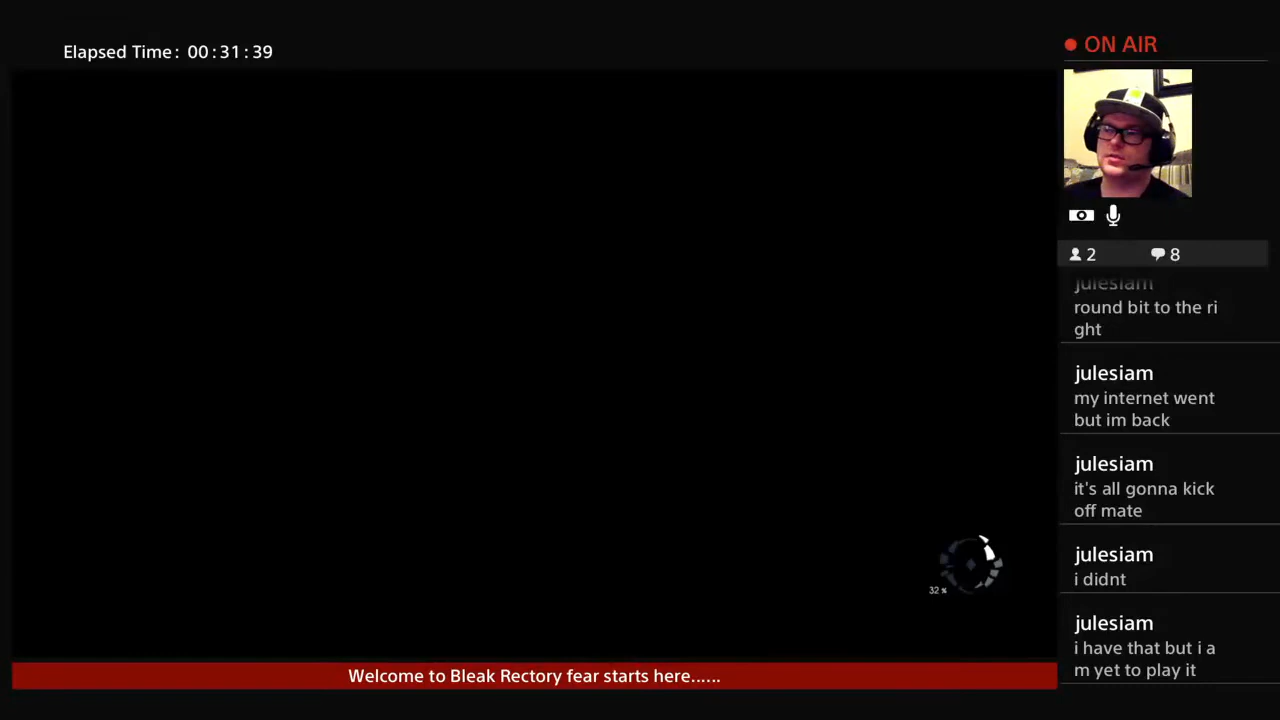 Elapsed Time: 00:31:39
ON AIR
2
8
julesiam
round bit to the ri
ght
julesiam
my internet went
but im back
julesiam
it's all gonna kick
off mate
julesiam
i didnt
julesiam
i have that but i a
m yet to play it
32 %
Welcome to Bleak Rectory fear starts here......